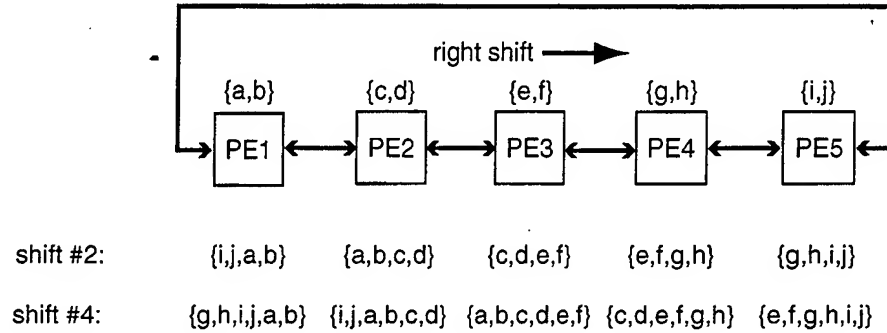 right shift
{a,b} {c,d} {e,f} {g,h} {i,j}
PE1 PE2 PE3 PE4 PE5
shift #2: {i,j,a,b} {a,b,c,d} {c,d,e,f} {e,f,g,h} {g,h,i,j}
shift #4: {g,h,i,j,a,b} {i,j,a,b,c,d} {a,b,c,d,e,f} {c,d,e,f,g,h} {e,f,g,h,i,j}